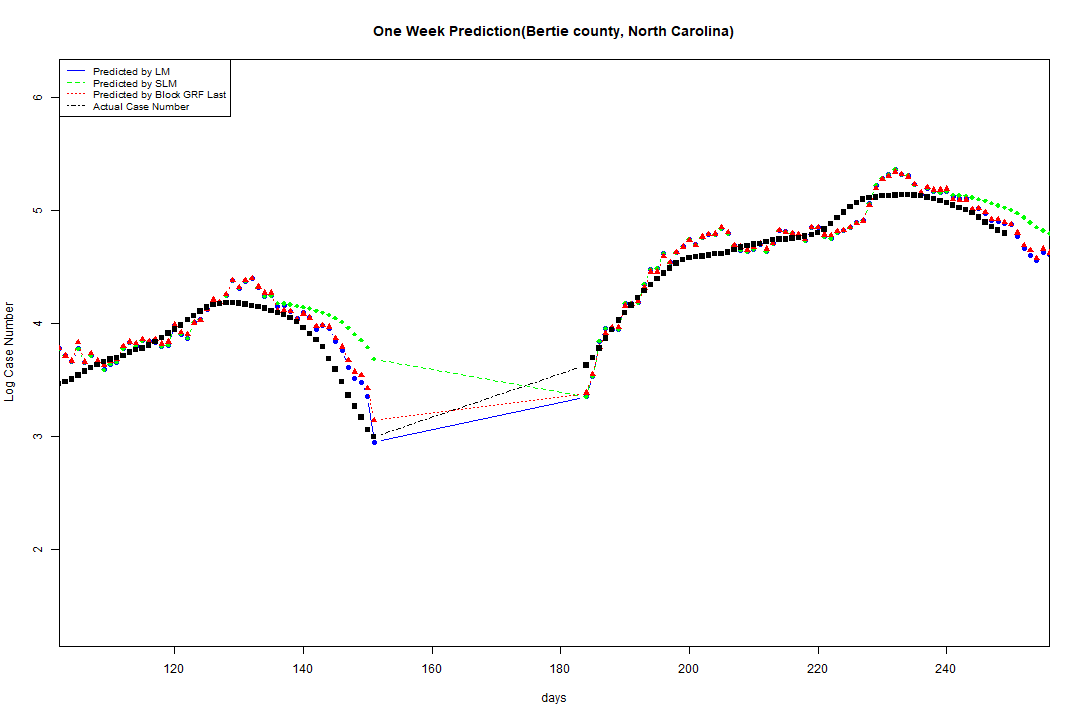 One Week Prediction(Bertie county, North Carolina)
Predicted by LM
Predicted by SLM
Predicted by Block GRF Last
Actual Case Number
6
5
4
3
2
Log Case Number
120 140 160 180 200 220 240
days